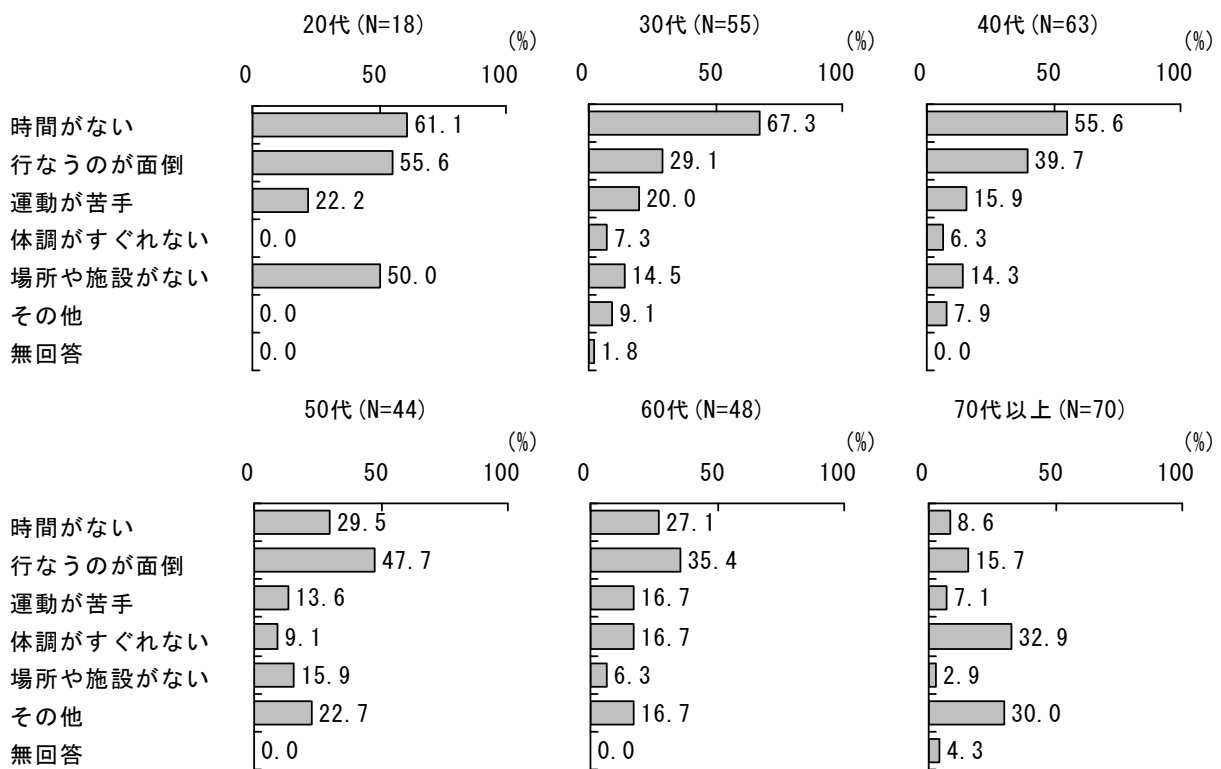 20代(N=18) 30代(N=55) 40代(N=63)
(%) (%) (%)
0 50 100 0 50 100 0 50 100
時間がない 61.1 67.3 55.6
行なうのが面倒 55.6 29.1 39.7
運動が苦手 22.2 20.0 15.9
体調がすぐれない 0.0 7.3 6.3
場所や施設がない 50.0 14.5 14.3
その他 0.0 9.1 7.9
無回答 0.0 1.8 0.0
50代(N=44) 60代(N=48) 70代以上(N=70)
(%) (%) (%)
0 50 100 0 50 100 0 50 100
時間がない 29.5 27.1 8.6
行なうのが面倒 47.7 35.4 15.7
運動が苦手 13.6 16.7 7.1
体調がすぐれない 9.1 16.7 32.9
場所や施設がない 15.9 6.3 2.9
その他 22.7 16.7 30.0
無回答 0.0 0.0 4.3